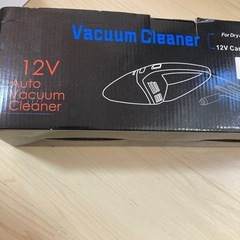 Vacuum Cleaner
For Dry
12V
12V Ca
Auto
Vacuum
Cleaner